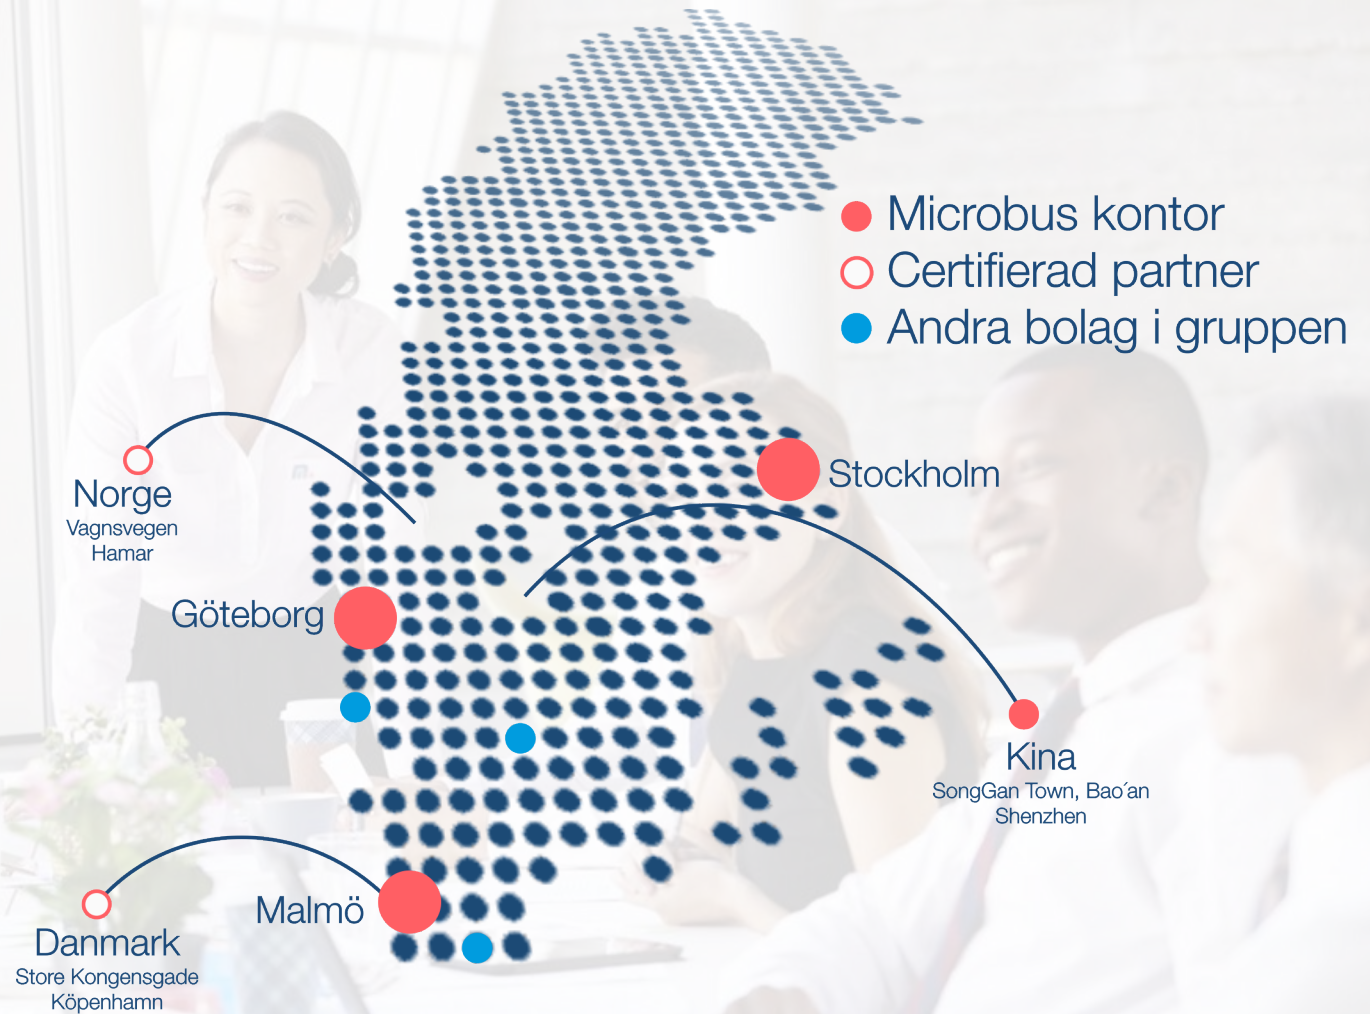 Microbus kontor
Certifierad partner
Andra bolag i gruppen
Stockholm
Norge
Vagnsvegen
Hamar
Göteborg
Kina
SongGan Town, Bao´an
Shenzhen
Malmö
Danmark
Store Kongensgade
Köpenhamn